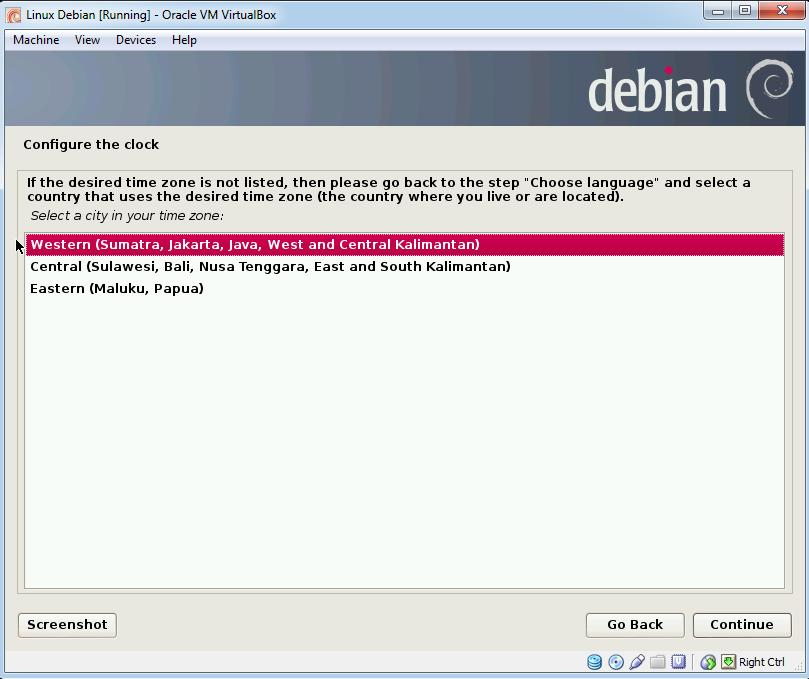 Linux Debian [Running] - Oracle VM VirtualBox
Machine View Devices Help
debian
Configure the clock
If the desired time zone is not listed, then please go back to the step "Choose language" and select a
country that uses the desired time zone (the country where you live or are located).
Select a city in your time zone:
Western (Sumatra, Jakarta, Java, West and Central Kalimantan)
Central (Sulawesi, Bali, Nusa Tenggara, East and South Kalimantan)
Eastern (Maluku, Papua)
Screenshot Go Back Continue
Right Ctrl